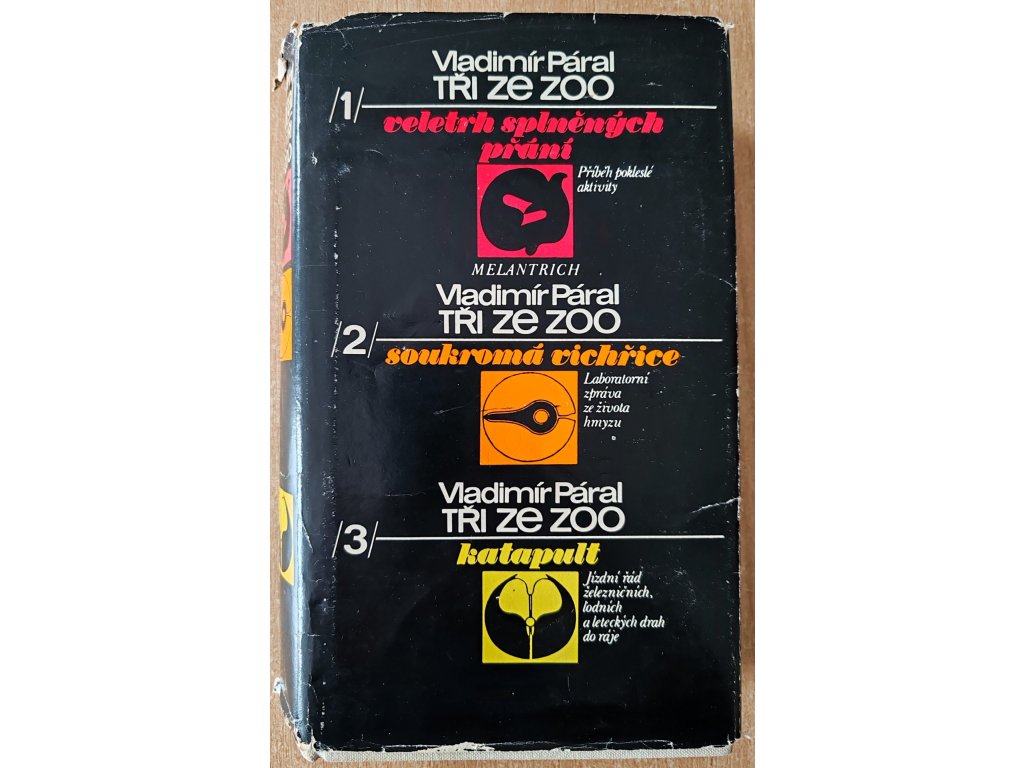 Vladimír Páral
TŘI ZE ZOO
/1/
veletrh splněných
přání
Příběh pokleslé
aktivity
MELANTRICH
Vladimír Páral
TŘI ZE ZOO
/2/
soukromá vichřice
Laboratorní
zpráva
ze života
hmyzu
Vladimír Páral
TŘI ZE ZOO
/3/
katapult
Jízdní řád
železničních,
lodních
a leteckých drah
do ráje